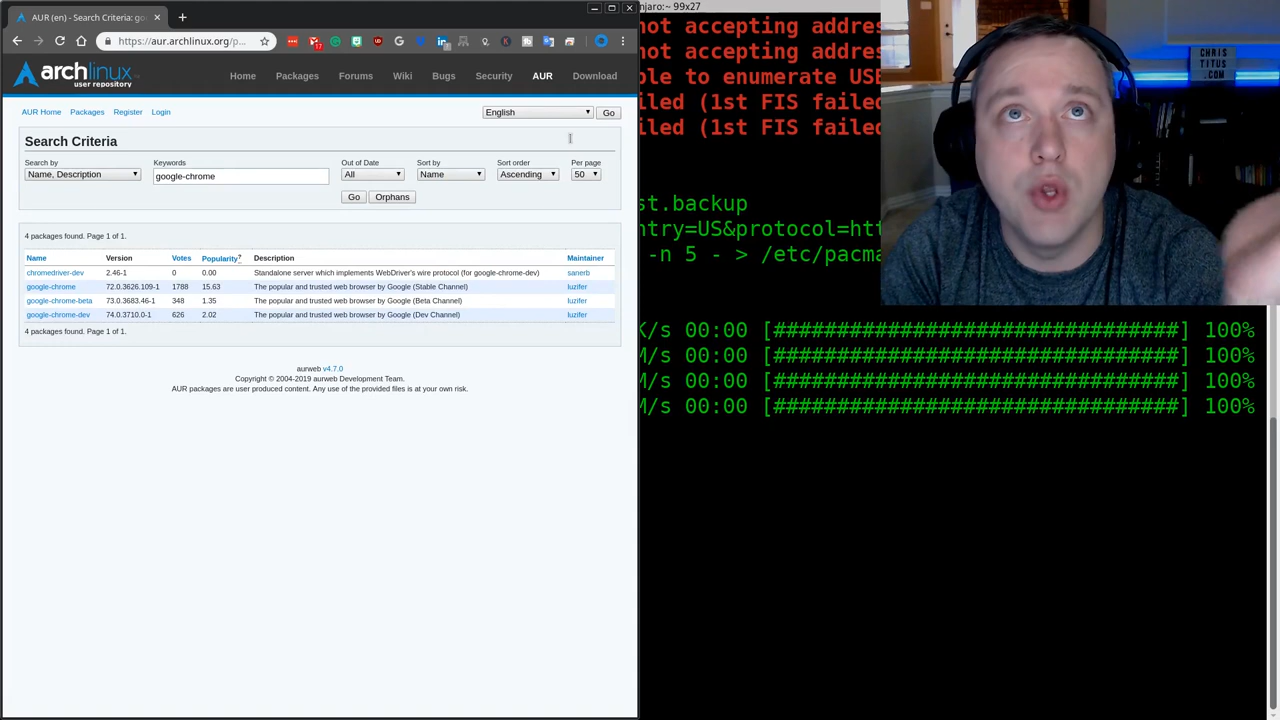 AUR (en) - Search Criteria: go
https://aur.archlinux.org/p...
17
archlinux
user repository
Home Packages Forums Wiki Bugs Security AUR Download
AUR Home Packages Register Login
English Go
Search Criteria
Search by Keywords Out of Date Sort by Sort order Per page
Name, Description google-chrome All Name Ascending 50
Go Orphans
4 packages found. Page 1 of 1.
Name Version Votes Popularity? Description Maintainer
chromedriver-dev 2.46-1 0 0.00 Standalone server which implements WebDriver's wire protocol (for google-chrome-dev) sanerb
google-chrome 72.0.3626.109-1 1788 15.63 The popular and trusted web browser by Google (Stable Channel) luzifer
google-chrome-beta 73.0.3683.46-1 348 1.35 The popular and trusted web browser by Google (Beta Channel) luzifer
google-chrome-dev 74.0.3710.0-1 626 2.02 The popular and trusted web browser by Google (Dev Channel) luzifer
4 packages found. Page 1 of 1.
aurweb v4.7.0
Copyright © 2004-2019 aurweb Development Team.
AUR packages are user produced content. Any use of the provided files is at your own risk.
njaro:~ 99x27
not accepting addres
not accepting addres
ble to enumerate USB
iled (1st FIS failed
iled (1st FIS failed
st.backup
ntry=US&protocol=htt
-n 5 - > /etc/pacma
K/s 00:00 [################################] 100%
M/s 00:00 [################################] 100%
M/s 00:00 [################################] 100%
M/s 00:00 [################################] 100%
CHRIS
TITUS
.COM